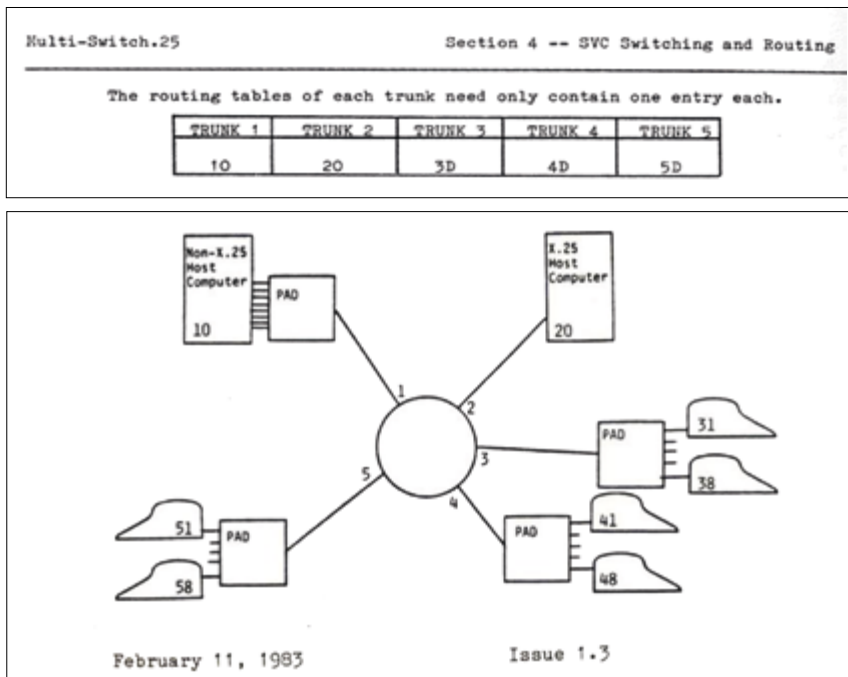 Multi-Switch.25 Section 4 -- SVC Switching and Routing
The routing tables of each trunk need only contain one entry each.
TRUNK 1 TRUNK 2 TRUNK 3 TRUNK 4 TRUNK 5
10 20 3D 4D 5D
Non-X.25
Host
Computer
10
PAD
X.25
Host
Computer
20
1
2
3
4
5
PAD
31
38
PAD
41
48
51
PAD
58
February 11, 1983 Issue 1.3